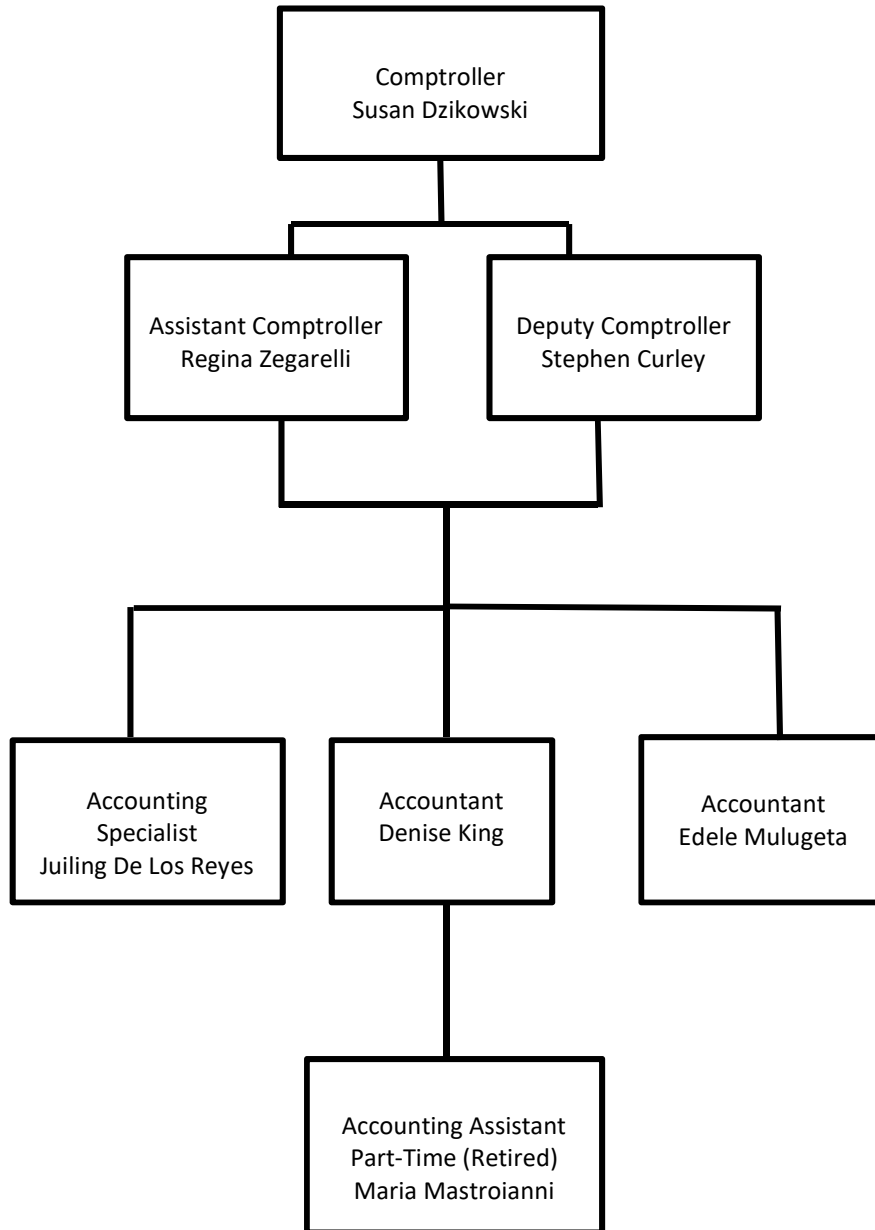 Comptroller
Susan Dzikowski
Assistant Comptroller
Regina Zegarelli
Deputy Comptroller
Stephen Curley
Accounting
Specialist
Juiling De Los Reyes
Accountant
Denise King
Accountant
Edele Mulugeta
Accounting Assistant
Part-Time (Retired)
Maria Mastroianni